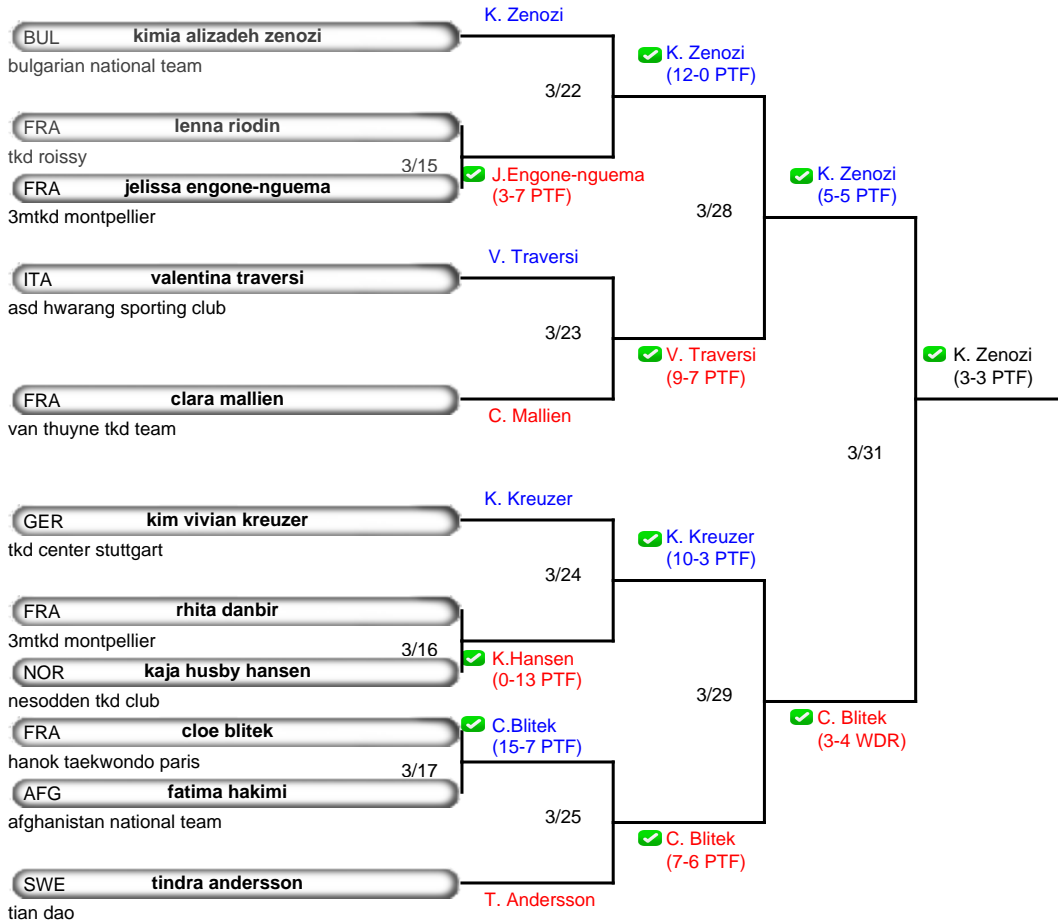 K. Zenozi
BUL kimia alizadeh zenozi
bulgarian national team
K. Zenozi
(12-0 PTF)
3/22
FRA lenna riodin
tkd roissy
3/15
J.Engone-nguema
(3-7 PTF)
FRA jelissa engone-nguema
3mtkd montpellier
K. Zenozi
(5-5 PTF)
3/28
V. Traversi
ITA valentina traversi
asd hwarang sporting club
3/23
V. Traversi
(9-7 PTF)
K. Zenozi
(3-3 PTF)
FRA clara mallien
C. Mallien
van thuyne tkd team
3/31
K. Kreuzer
GER kim vivian kreuzer
tkd center stuttgart
K. Kreuzer
(10-3 PTF)
3/24
FRA rhita danbir
3mtkd montpellier
3/16
K.Hansen
(0-13 PTF)
NOR kaja husby hansen
nesodden tkd club
3/29
FRA cloe blitek
C.Blitek
(15-7 PTF)
C. Blitek
(3-4 WDR)
hanok taekwondo paris
3/17
AFG fatima hakimi
afghanistan national team
3/25
C. Blitek
(7-6 PTF)
SWE tindra andersson
T. Andersson
tian dao